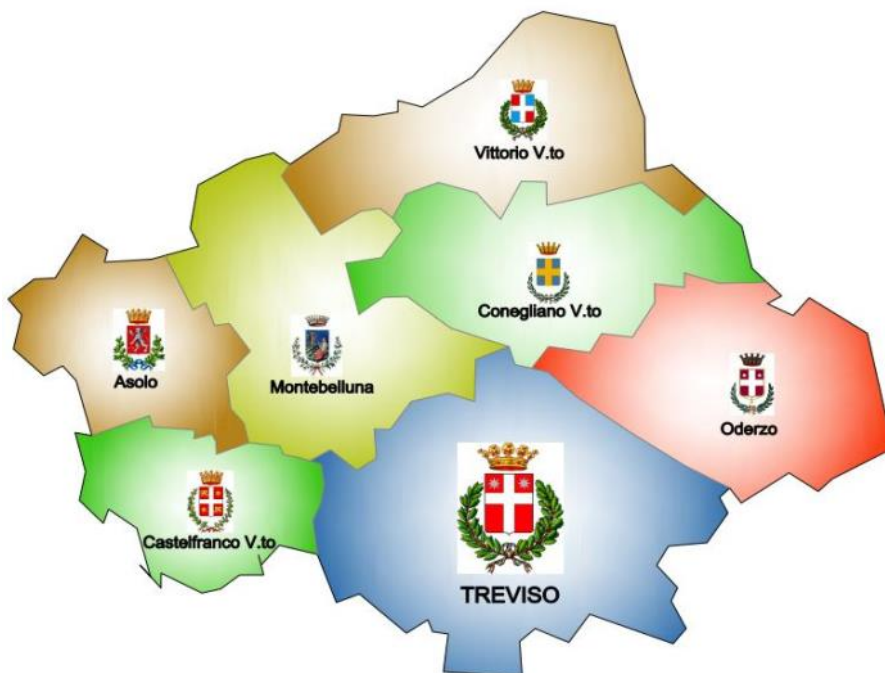 Vittorio V.to
Conegliano V.to
Asolo
Montebelluna
Oderzo
Castelfranco V.to
TREVISO